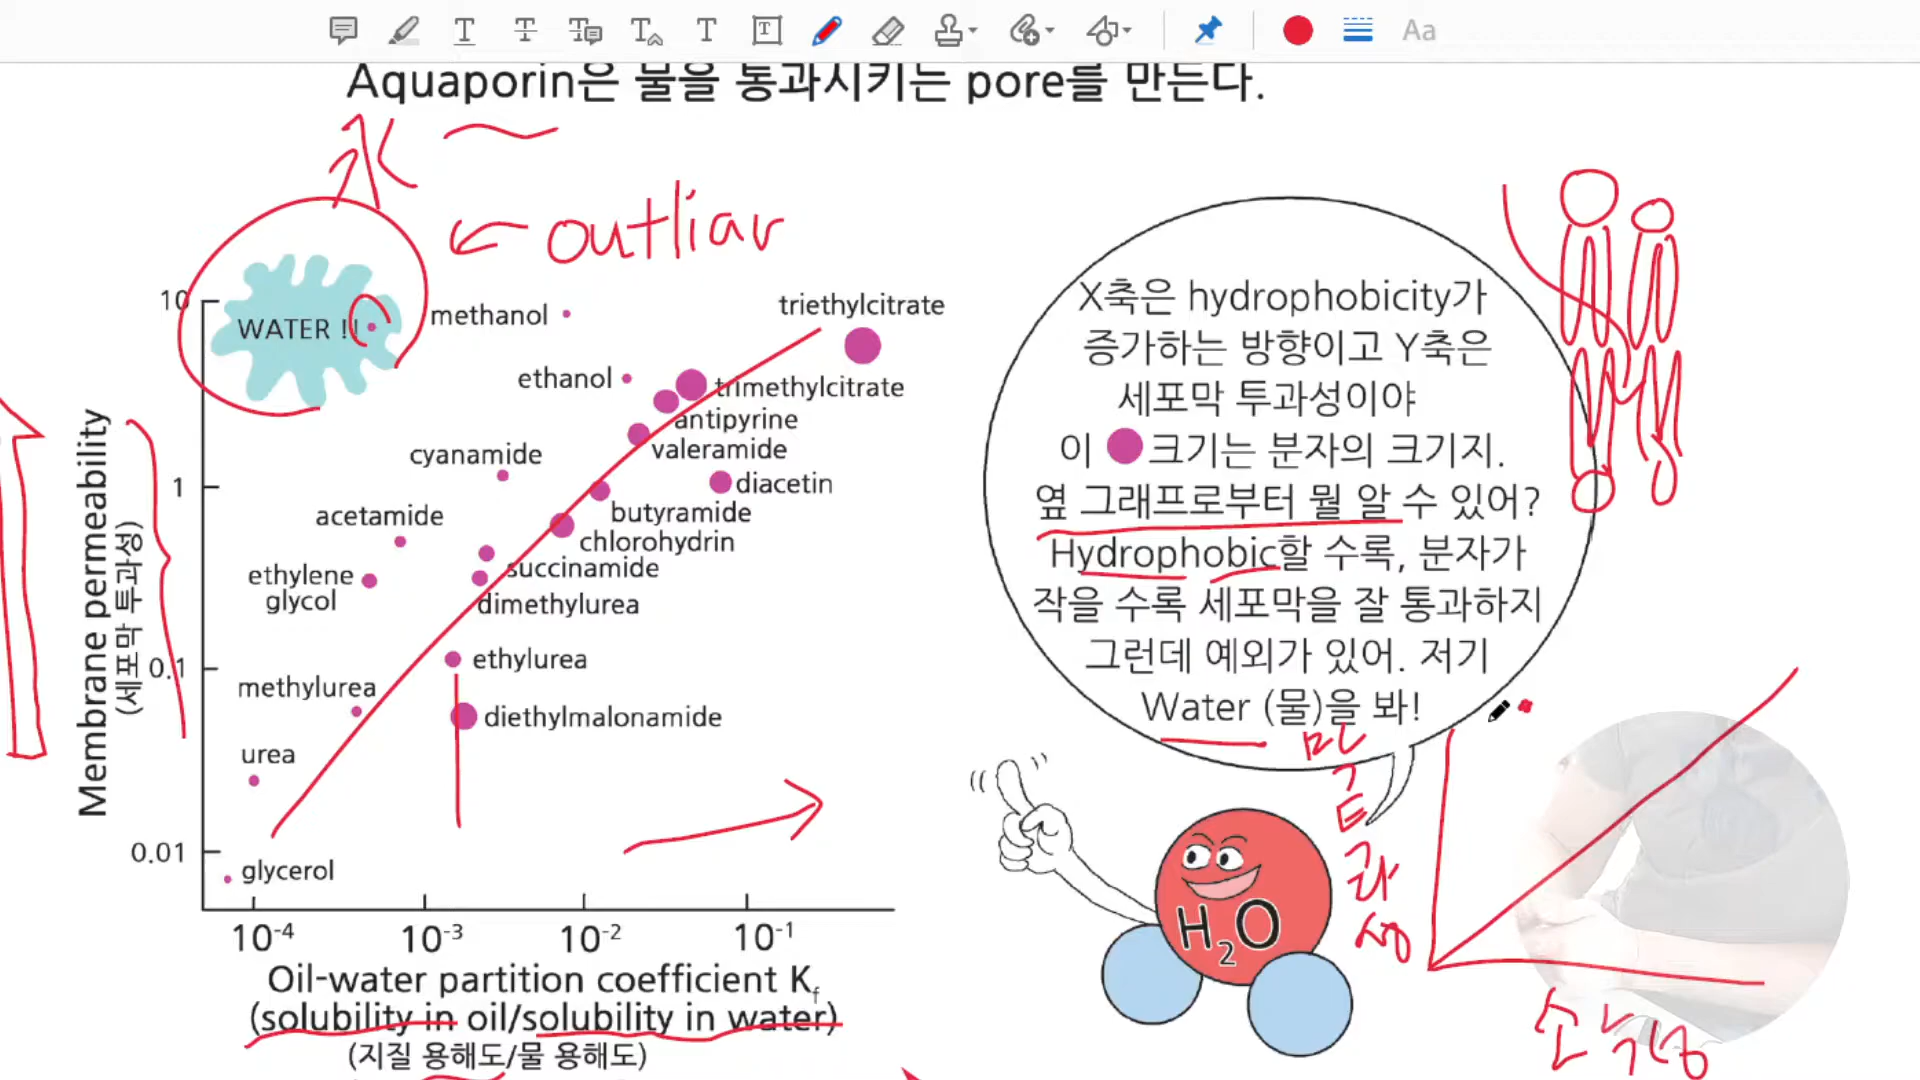 Aquaporin은 물을 통과시키는 pore를 만든다.
水
← outliar
10
WATER !!
methanol
triethylcitrate
ethanol
trimethylcitrate
antipyrine
valeramide
cyanamide
diacetin
1
butyramide
acetamide
chlorohydrin
succinamide
ethylene
glycol
dimethylurea
0.1
ethylurea
methylurea
diethylmalonamide
urea
0.01
glycerol
Membrane permeability
(세포막 투과성)
10-4
10-3
10-2
10-1
Oil-water partition coefficient Kf
(solubility in oil/solubility in water)
(지질 용해도/물 용해도)
X축은 hydrophobicity가
증가하는 방향이고 Y축은
세포막 투과성이야
이 크기는 분자의 크기지.
옆 그래프로부터 뭘 알 수 있어?
Hydrophobic할 수록, 분자가
작을 수록 세포막을 잘 통과하지
그런데 예외가 있어. 저기
Water (물)을 봐!
막
투
과
성
H2O
소수성
T
T
T
T
T
T
Aa